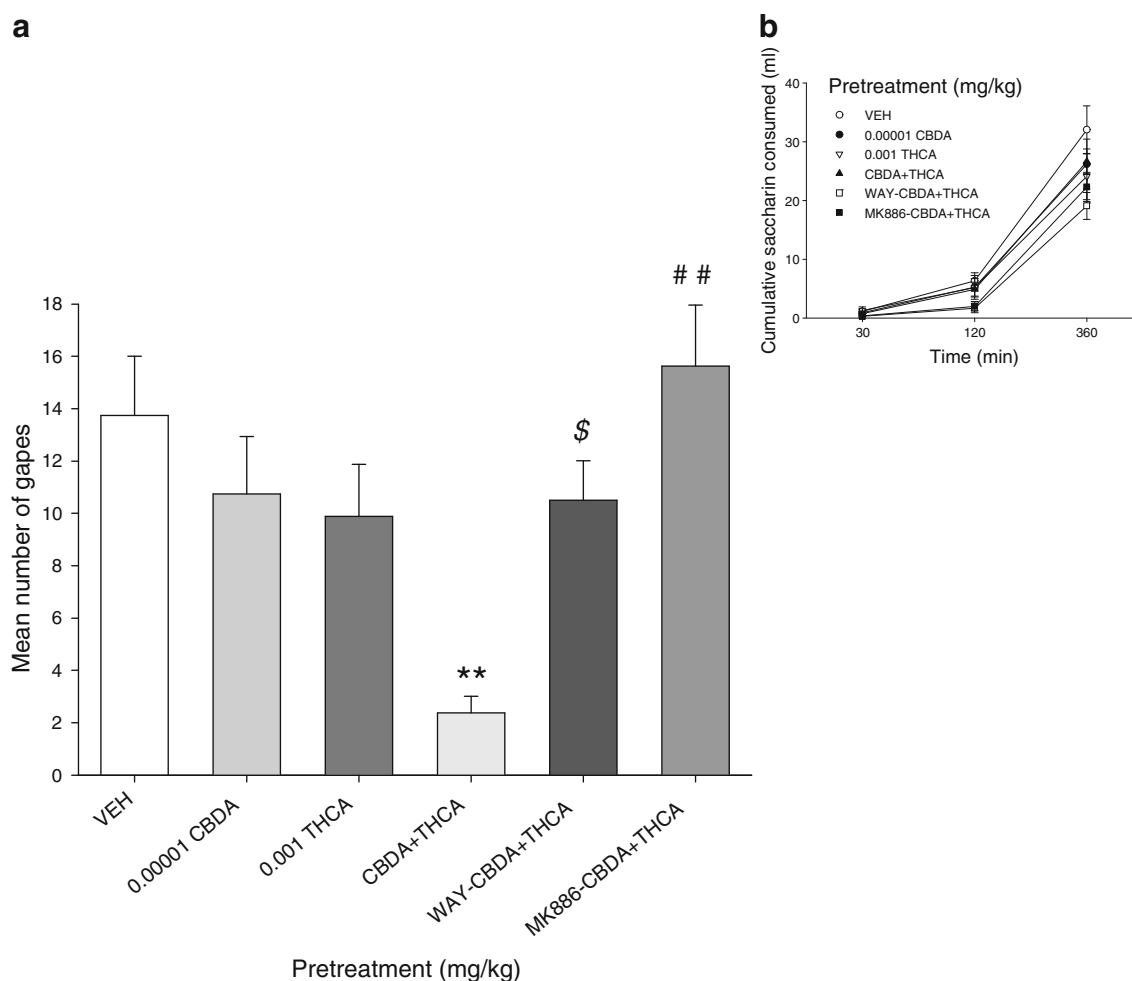 a
18
16
14
12
10
8
6
4
2
0
Mean number of gapes
**
$
# #
VEH
0.00001 CBDA
0.001 THCA
CBDA+THCA
WAY-CBDA+THCA
MK886-CBDA+THCA
Pretreatment (mg/kg)
b
Cumulative saccharin consumed (ml)
40
30
20
10
0
Pretreatment (mg/kg)
VEH
0.00001 CBDA
0.001 THCA
CBDA+THCA
WAY-CBDA+THCA
MK886-CBDA+THCA
30 120 360
Time (min)